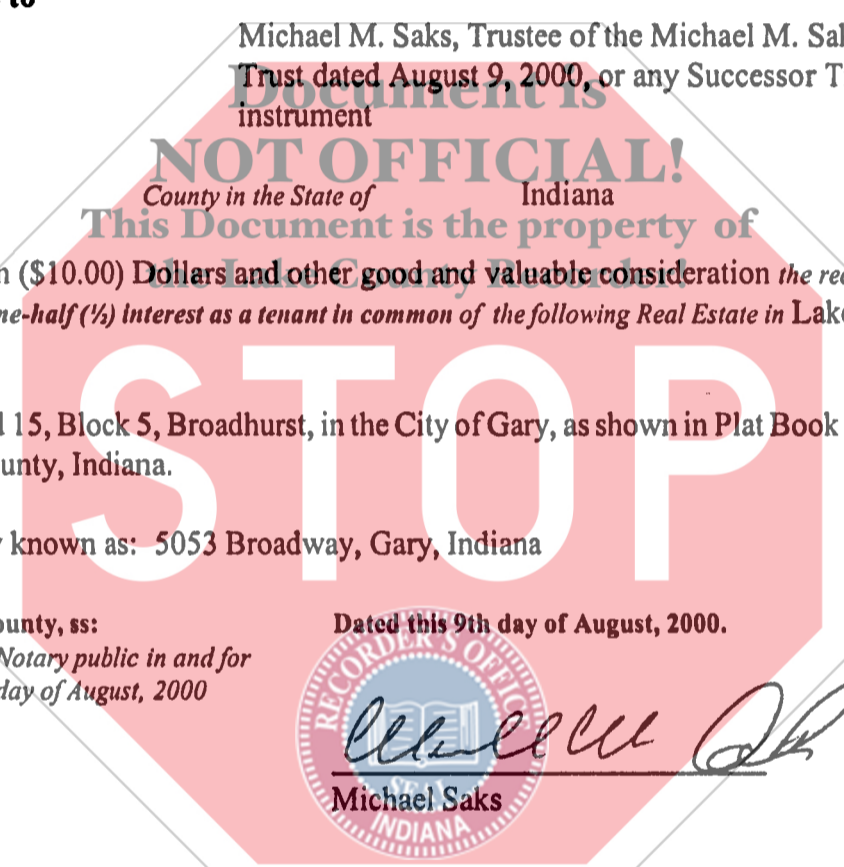 to
Michael M. Saks, Trustee of the Michael M. Sak
Document is
Trust dated August 9, 2000, or any Successor T
instrument
NOT OFFICIAL!
County in the State of Indiana
This Document is the property of
the Lake County Recorder!
n ($10.00) Dollars and other good and valuable consideration the rec
ne-half (½) interest as a tenant in common of the following Real Estate in Lake
STOP
d 15, Block 5, Broadhurst, in the City of Gary, as shown in Plat Book
unty, Indiana.
y known as: 5053 Broadway, Gary, Indiana
ounty, ss:
Dated this 9th day of August, 2000.
Notary public in and for
day of August, 2000
RECORDER'S OFFICE
SEAL
INDIANA
Michael Saks